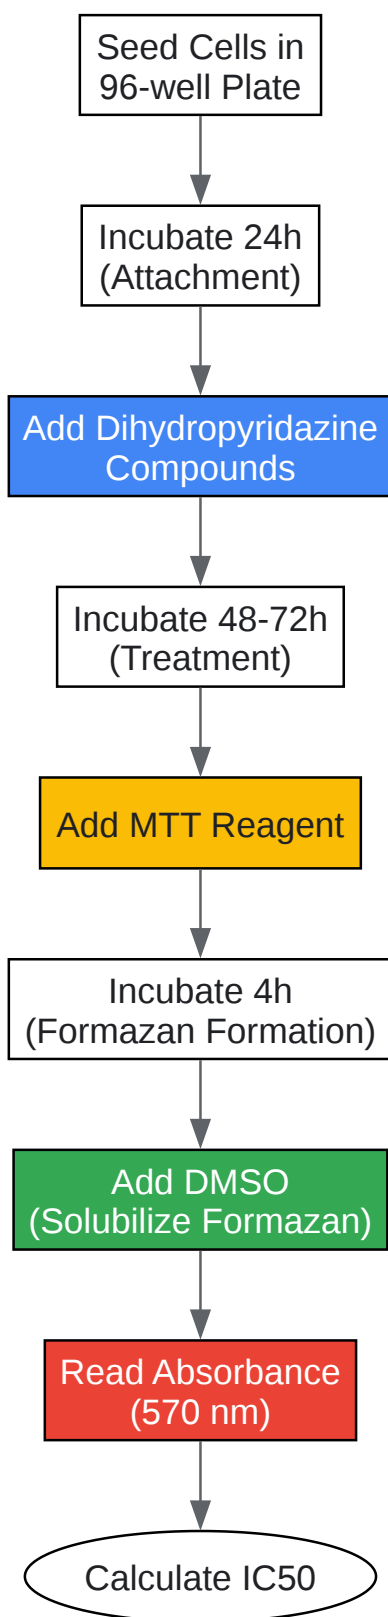 Seed Cells in
96-well Plate
Incubate 24h
(Attachment)
Add Dihydropyridazine
Compounds
Incubate 48-72h
(Treatment)
Add MTT Reagent
Incubate 4h
(Formazan Formation)
Add DMSO
(Solubilize Formazan)
Read Absorbance
(570 nm)
Calculate IC50